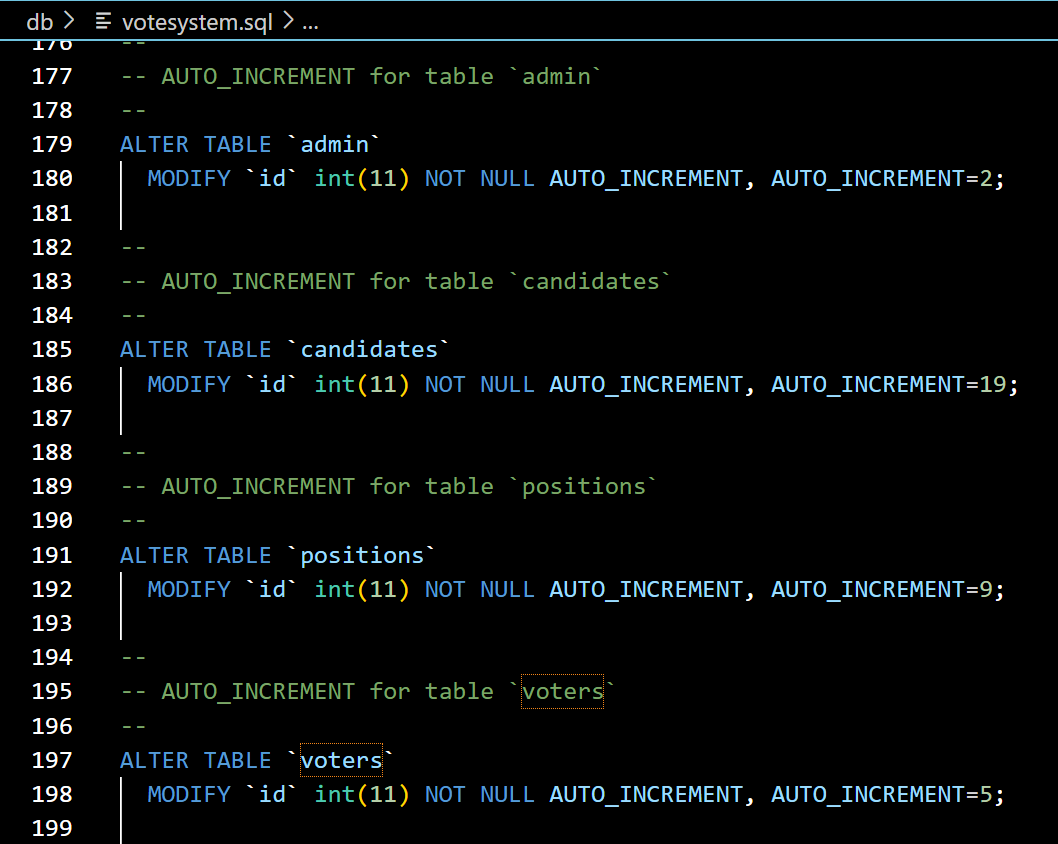 db > votesystem.sql > ...
176 --
177 -- AUTO_INCREMENT for table `admin`
178 --
179 ALTER TABLE `admin`
180 MODIFY `id` int(11) NOT NULL AUTO_INCREMENT, AUTO_INCREMENT=2;
181
182 --
183 -- AUTO_INCREMENT for table `candidates`
184 --
185 ALTER TABLE `candidates`
186 MODIFY `id` int(11) NOT NULL AUTO_INCREMENT, AUTO_INCREMENT=19;
187
188 --
189 -- AUTO_INCREMENT for table `positions`
190 --
191 ALTER TABLE `positions`
192 MODIFY `id` int(11) NOT NULL AUTO_INCREMENT, AUTO_INCREMENT=9;
193
194 --
195 -- AUTO_INCREMENT for table `voters`
196 --
197 ALTER TABLE `voters`
198 MODIFY `id` int(11) NOT NULL AUTO_INCREMENT, AUTO_INCREMENT=5;
199